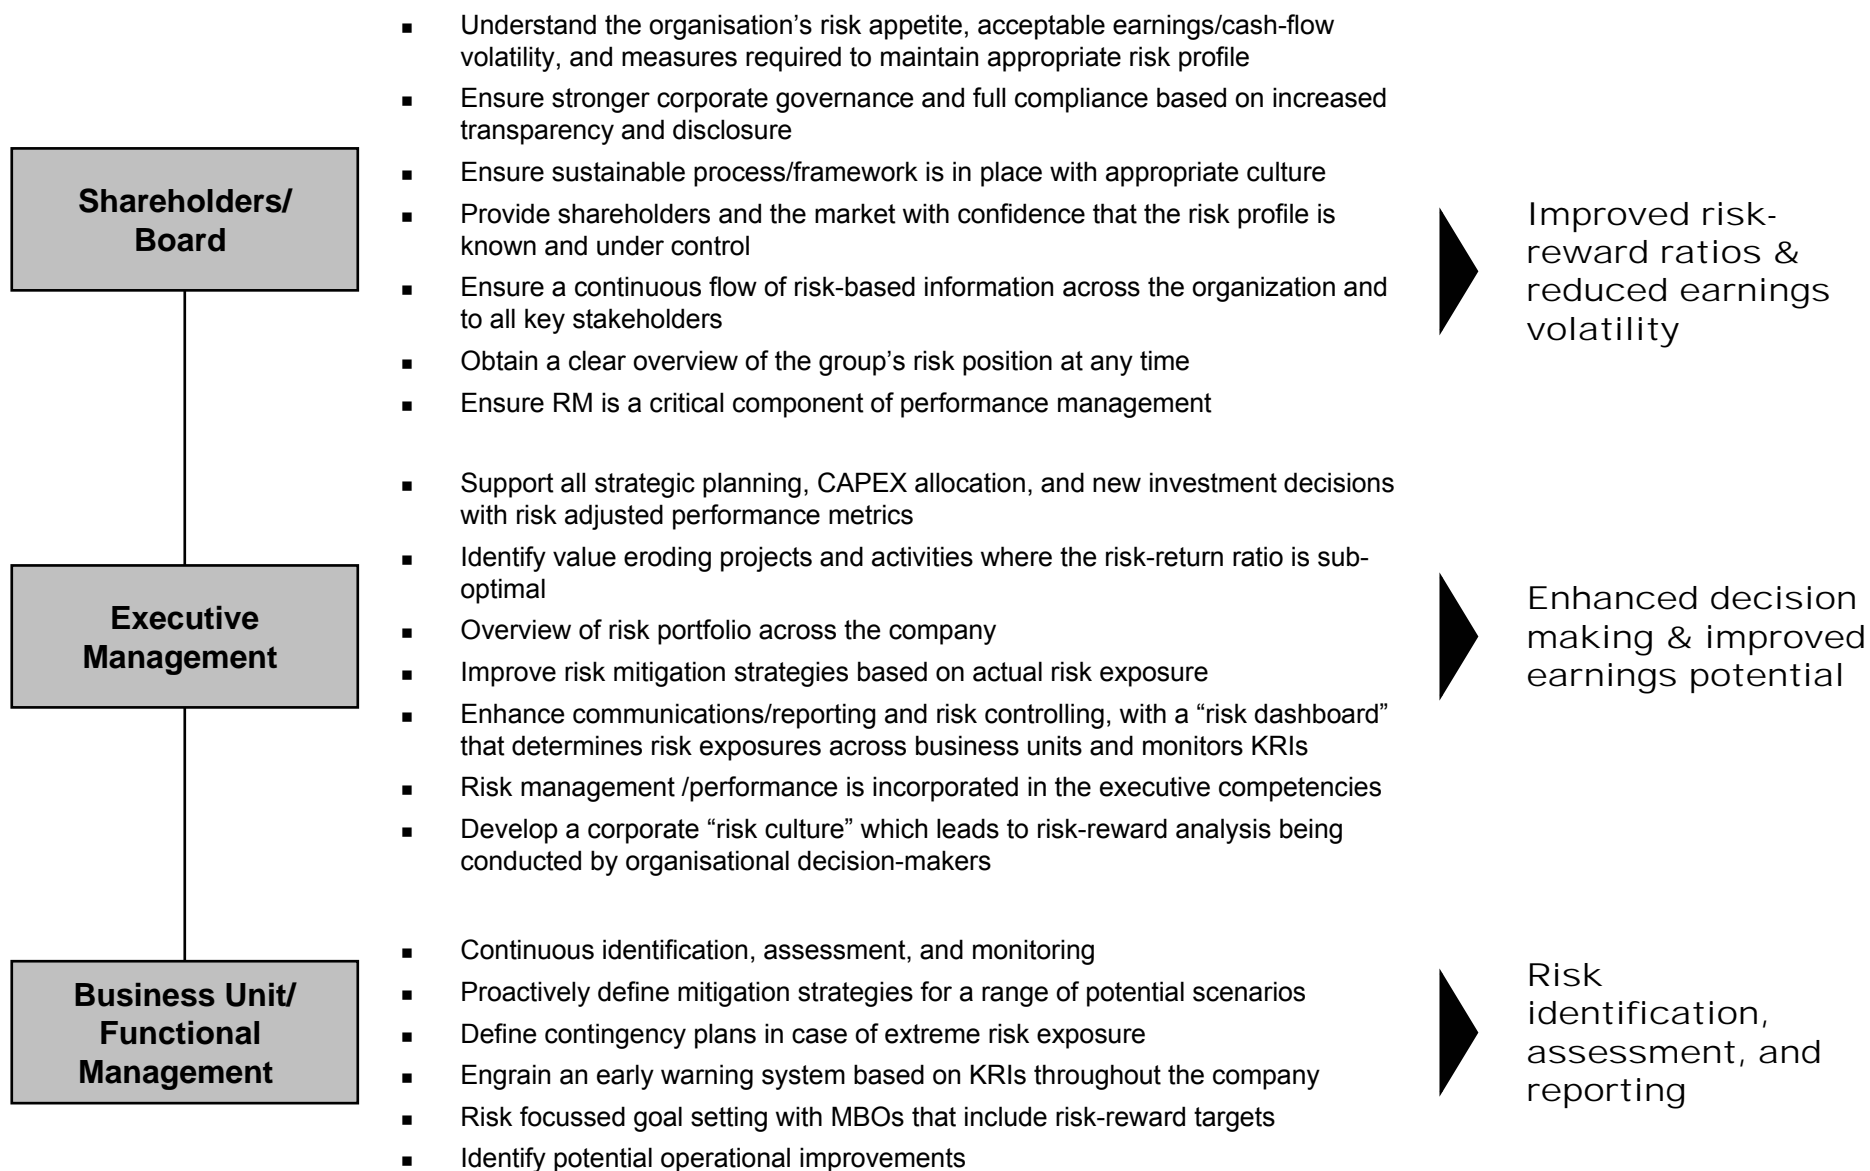 ▪ Understand the organisation’s risk appetite, acceptable earnings/cash-flow
volatility, and measures required to maintain appropriate risk profile
▪ Ensure stronger corporate governance and full compliance based on increased
transparency and disclosure
▪ Ensure sustainable process/framework is in place with appropriate culture
▪ Provide shareholders and the market with confidence that the risk profile is
known and under control
▪ Ensure a continuous flow of risk-based information across the organization and
to all key stakeholders
▪ Obtain a clear overview of the group’s risk position at any time
▪ Ensure RM is a critical component of performance management
Shareholders/
Board
Improved risk-
reward ratios &
reduced earnings
volatility
▪ Support all strategic planning, CAPEX allocation, and new investment decisions
with risk adjusted performance metrics
▪ Identify value eroding projects and activities where the risk-return ratio is sub-
optimal
▪ Overview of risk portfolio across the company
▪ Improve risk mitigation strategies based on actual risk exposure
▪ Enhance communications/reporting and risk controlling, with a “risk dashboard”
that determines risk exposures across business units and monitors KRIs
▪ Risk management /performance is incorporated in the executive competencies
▪ Develop a corporate “risk culture” which leads to risk-reward analysis being
conducted by organisational decision-makers
Executive
Management
Enhanced decision
making & improved
earnings potential
▪ Continuous identification, assessment, and monitoring
▪ Proactively define mitigation strategies for a range of potential scenarios
▪ Define contingency plans in case of extreme risk exposure
▪ Engrain an early warning system based on KRIs throughout the company
▪ Risk focussed goal setting with MBOs that include risk-reward targets
▪ Identify potential operational improvements
Business Unit/
Functional
Management
Risk
identification,
assessment, and
reporting